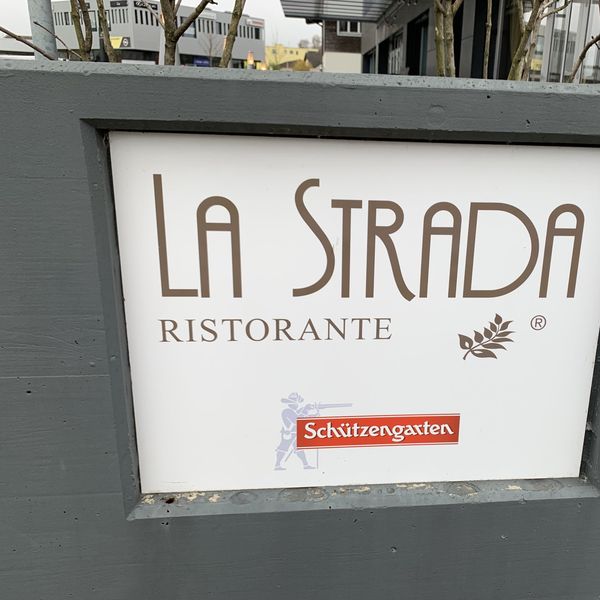 LA STRADA
RISTORANTE
®
Schützengarten